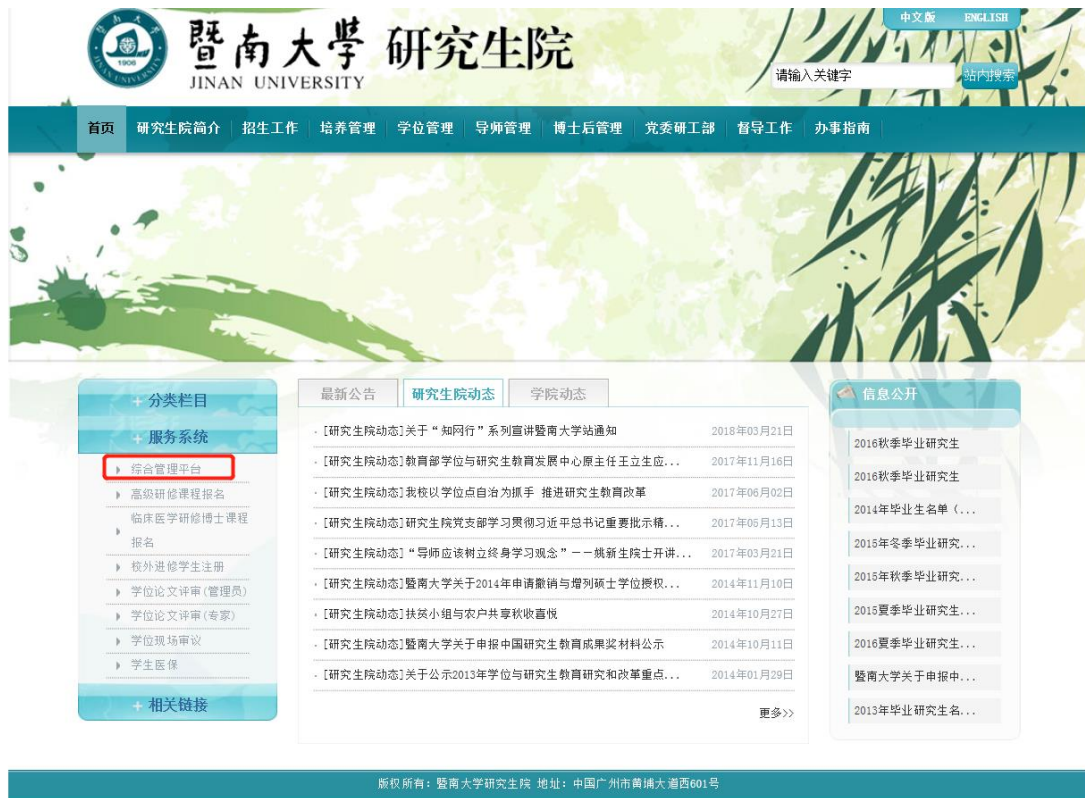 中文版 ENGLISH
1906
暨南大學 研究生院
JINAN UNIVERSITY
请输入关键字 站内搜索
首页 研究生院简介 招生工作 培养管理 学位管理 导师管理 博士后管理 党委研工部 督导工作 办事指南
+ 分类栏目
+ 服务系统
综合管理平台
高级研修课程报名
临床医学研修博士课程
报名
校外进修学生注册
学位论文评审(管理员)
学位论文评审(专家)
学位现场审议
学生医保
+ 相关链接
最新公告 研究生院动态 学院动态
· [研究生院动态]关于“知网行”系列宣讲暨南大学站通知 2018年03月21日
· [研究生院动态]教育部学位与研究生教育发展中心原主任王立生应... 2017年11月16日
· [研究生院动态]我校以学位点自治为抓手 推进研究生教育改革 2017年06月02日
· [研究生院动态]研究生院党支部学习贯彻习近平总书记重要批示精... 2017年06月13日
· [研究生院动态]“导师应该树立终身学习观念”——姚新生院士开讲... 2017年03月21日
· [研究生院动态]暨南大学关于2014年申请撤销与增列硕士学位授权... 2014年11月10日
· [研究生院动态]扶贫小组与农户共享秋收喜悦 2014年10月27日
· [研究生院动态]暨南大学关于申报中国研究生教育成果奖材料公示 2014年10月11日
· [研究生院动态]关于公示2013年学位与研究生教育研究和改革重点... 2014年01月29日
更多>>
信息公开
2016秋季毕业研究生
2016秋季毕业研究生
2014年毕业生名单（...
2015年冬季毕业研究...
2015年秋季毕业研究...
2015夏季毕业研究生...
2016夏季毕业研究生...
暨南大学关于申报中...
2013年毕业研究生名...
版权所有：暨南大学研究生院 地址：中国广州市黄埔大道西601号